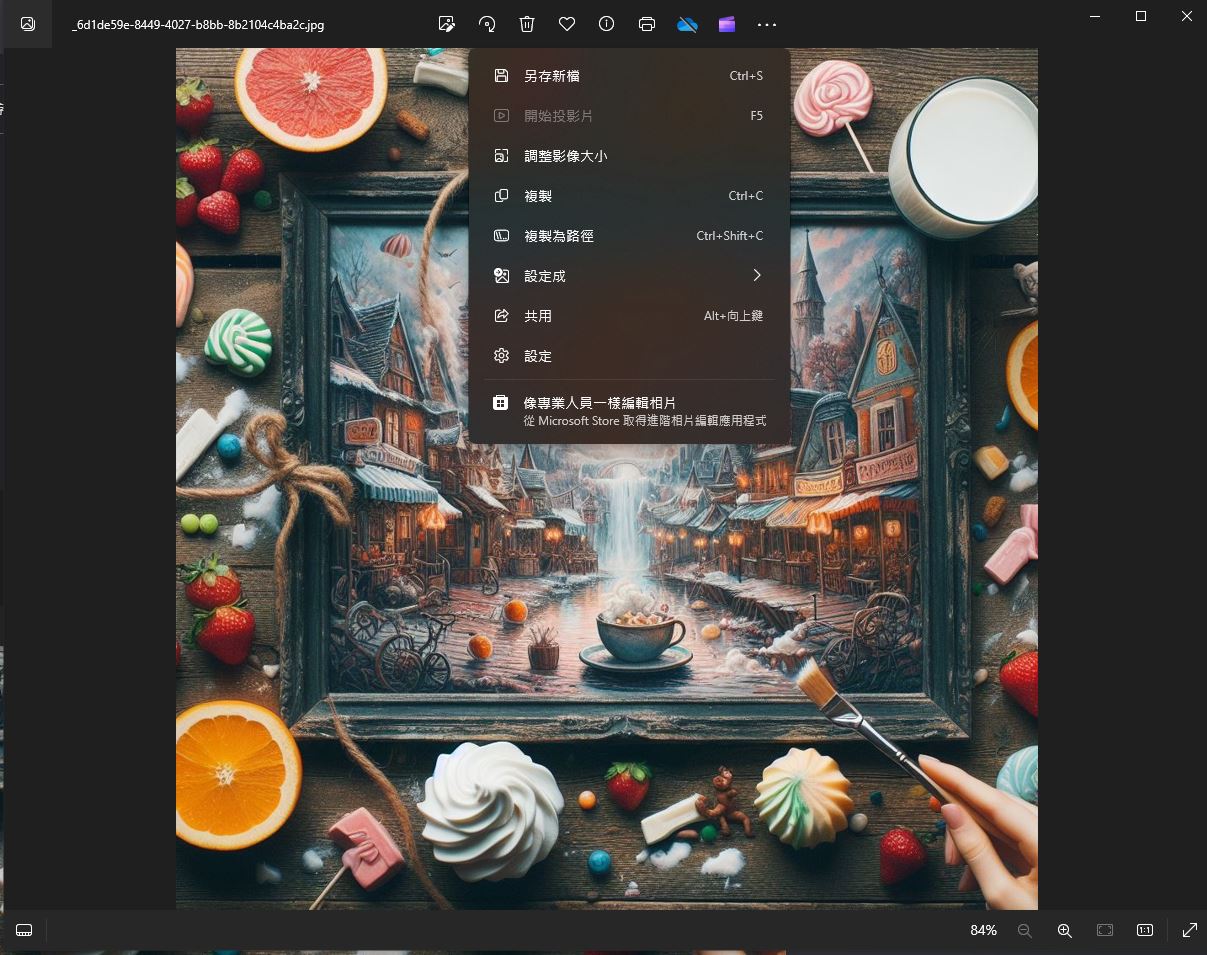 _6d1de59e-8449-4027-b8bb-8b2104c4ba2c.jpg
另存新檔 Ctrl+S
開始投影片 F5
調整影像大小
複製 Ctrl+C
複製為路徑 Ctrl+Shift+C
設定成
共用 Alt+向上鍵
設定
像專業人員一樣編輯相片
從 Microsoft Store 取得進階相片編輯應用程式
84%
1:1